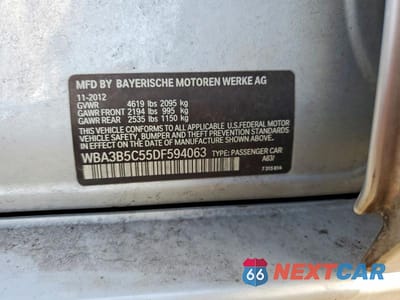 MFD BY BAYERISCHE MOTOREN WERKE AG
11-2012
GVWR 4619 lbs 2095 kg
GAWR FRONT 2194 lbs 995 kg
GAWR REAR 2535 lbs 1150 kg
THIS VEHICLE CONFORMS TO ALL APPLICABLE U.S. FEDERAL MOTOR
VEHICLE SAFETY, BUMPER, AND THEFT PREVENTION STANDARDS
IN EFFECT ON THE DATE OF MANUFACTURE SHOWN ABOVE.
WBA3B5C55DF594063 TYPE: PASSENGER CAR
A63/
66 NEXTCAR